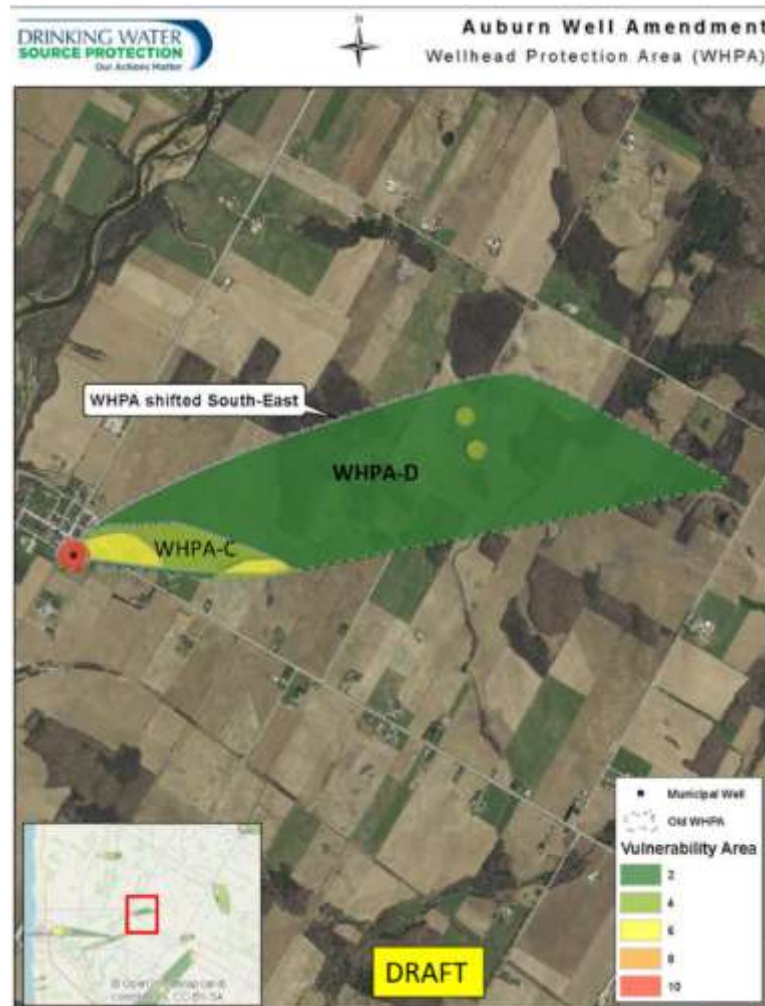 DRINKING WATER
SOURCE PROTECTION
Our Actions Matter
N
Auburn Well Amendment
Wellhead Protection Area (WHPA)
WHPA shifted South-East
WHPA-D
WHPA-C
Municipal Well
Old WHPA
Vulnerability Area
2
4
6
8
10
DRAFT